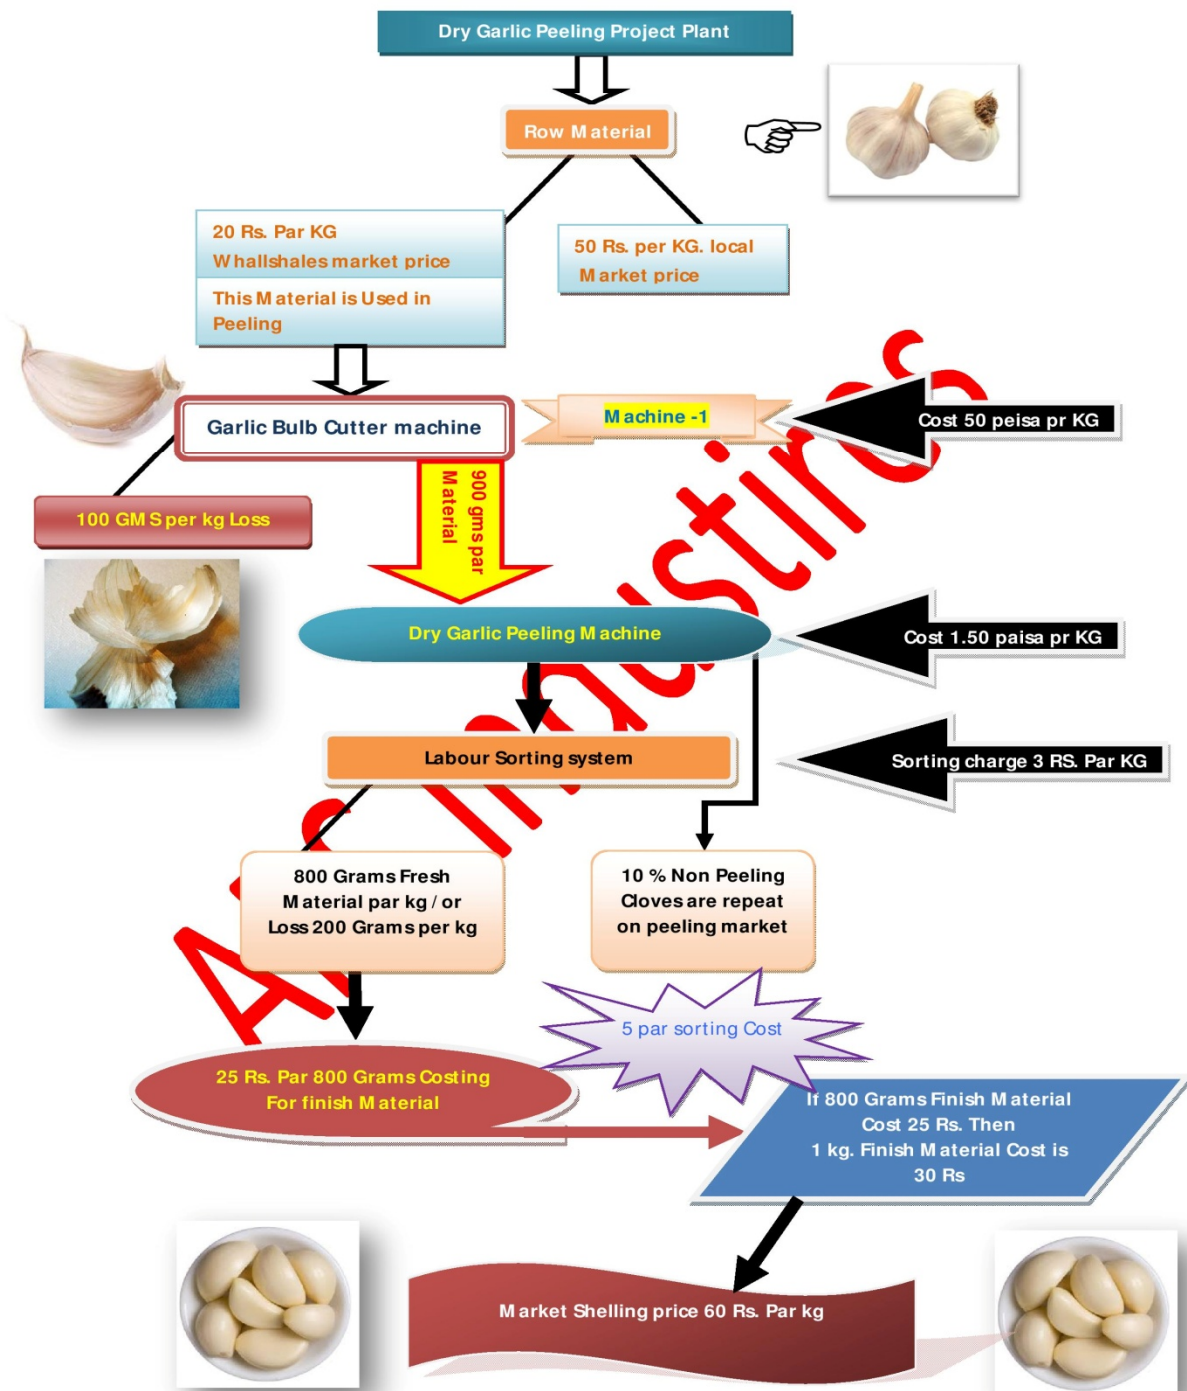 Dry Garlic Peeling Project Plant
Row Material
20 Rs. Par KG
Whallshales market price
This Material is Used in
Peeling
50 Rs. per KG. local
Market price
Garlic Bulb Cutter machine
Machine -1
Cost 50 peisa pr KG
100 GMS per kg Loss
900 gms par
Material
Dry Garlic Peeling Machine
Cost 1.50 paisa pr KG
Labour Sorting system
Sorting charge 3 RS. Par KG
800 Grams Fresh
Material par kg / or
Loss 200 Grams per kg
10 % Non Peeling
Cloves are repeat
on peeling market
5 par sorting Cost
25 Rs. Par 800 Grams Costing
For finish Material
If 800 Grams Finish Material
Cost 25 Rs. Then
1 kg. Finish Material Cost is
30 Rs
Market Shelling price 60 Rs. Par kg